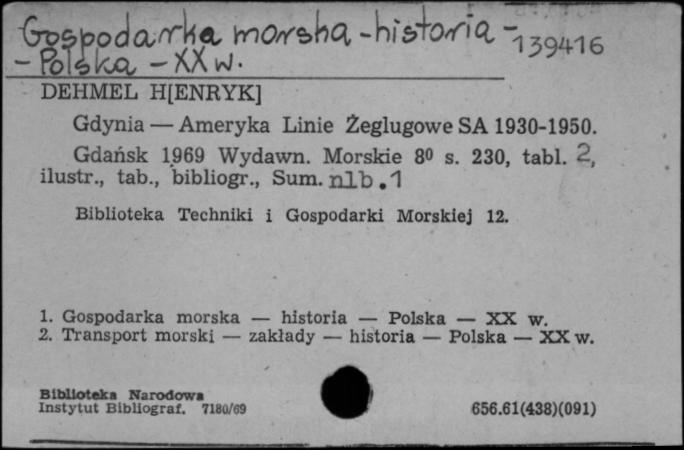 Gospodarka morska - historia -
- Polska - XX w.
139416
DEHMEL H[ENRYK]
Gdynia — Ameryka Linie Żeglugowe SA 1930-1950.
Gdańsk 1969 Wydawn. Morskie 8⁰ s. 230, tabl. 2,
ilustr., tab., bibliogr., Sum. nlb. 1
Biblioteka Techniki i Gospodarki Morskiej 12.
1. Gospodarka morska — historia — Polska — XX w.
2. Transport morski — zakłady — historia — Polska — XX w.
Biblioteka Narodowa
Instytut Bibliograf. 7180/69
656.61(438)(091)